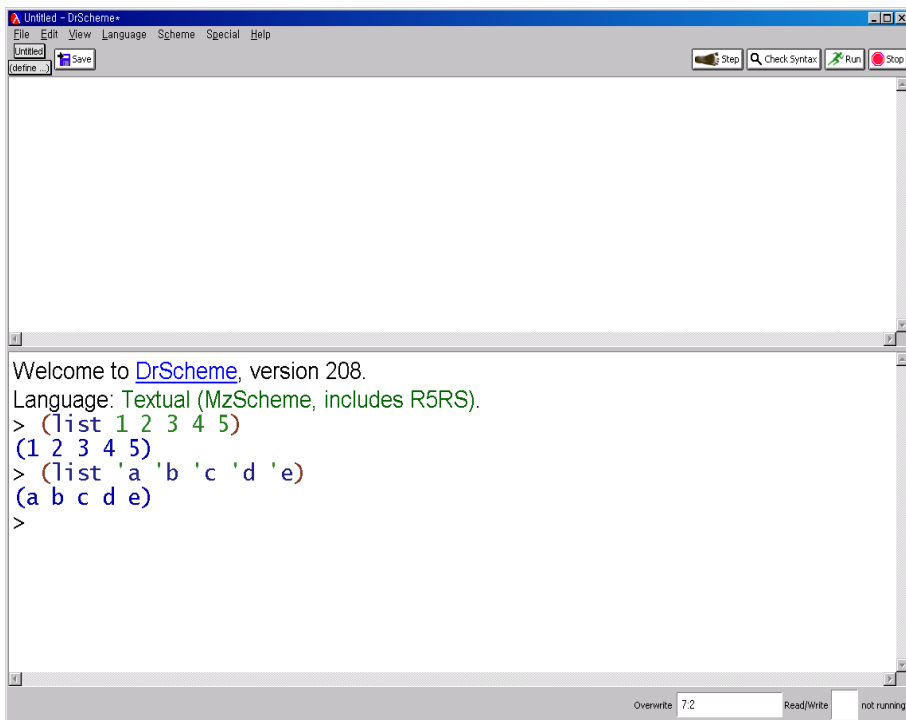 Untitled - DrScheme*
File Edit View Language Scheme Special Help
Untitled
(define ...)
Save
Step
Check Syntax
Run
Stop
Welcome to DrScheme, version 208.
Language: Textual (MzScheme, includes R5RS).
> (list 1 2 3 4 5)
(1 2 3 4 5)
> (list 'a 'b 'c 'd 'e)
(a b c d e)
>
Overwrite 7:2 Read/Write not running